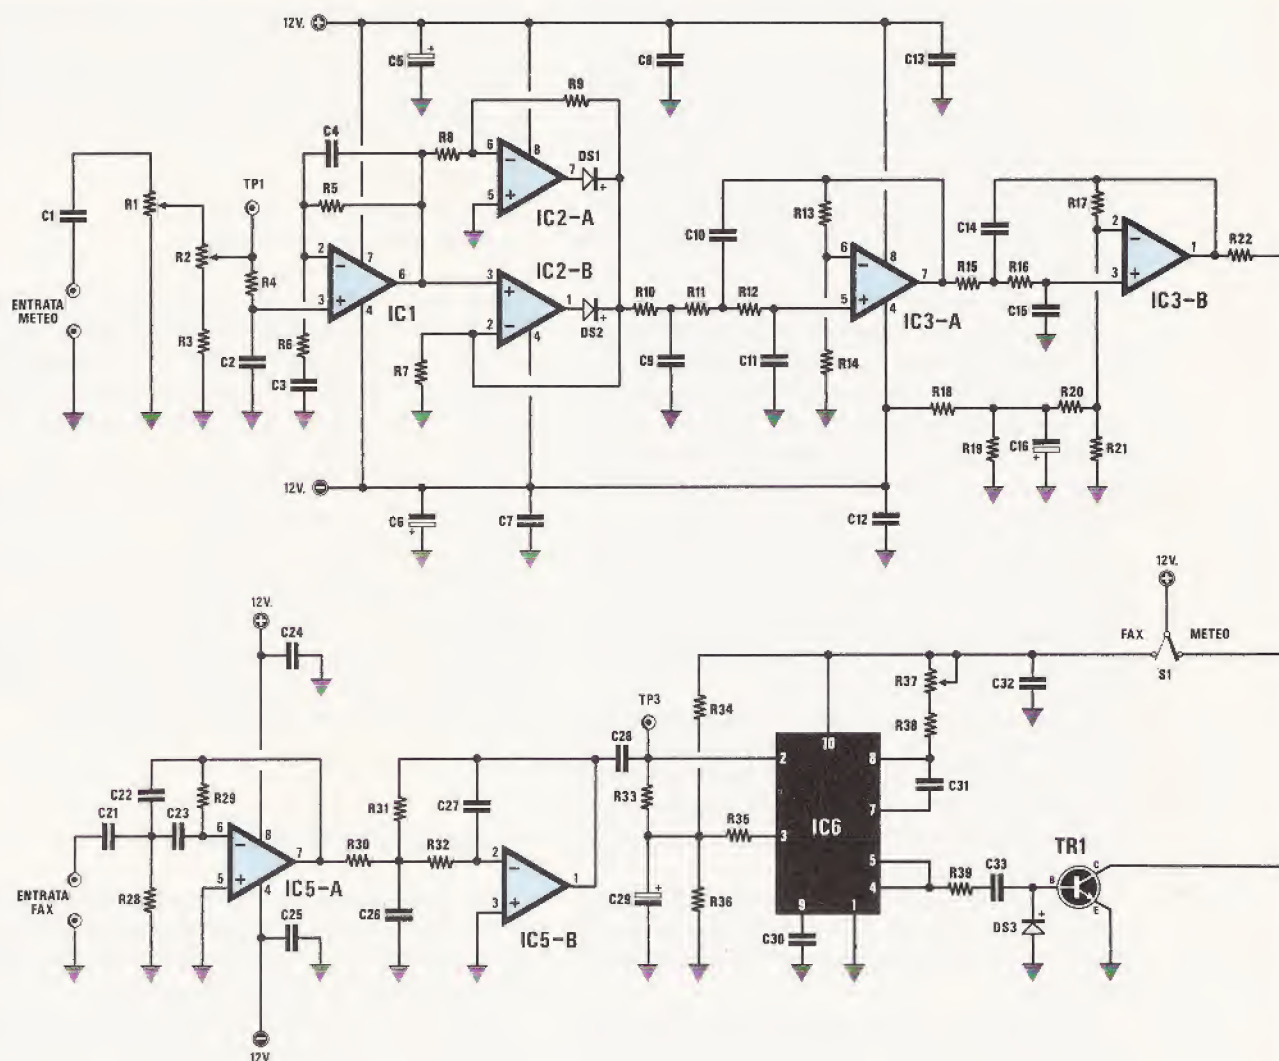 12V.
C5
C8
C13
R9
C4
R8
6
8
DS1
7
5
TP1
R5
IC2-A
C1
R1
R2
R4
2
7
6
3
4
IC1
IC2-B
3
1
DS2
2
4
C10
R13
6
8
7
5
4
C14
R17
2
1
3
R22
R10
R11
R12
IC3-A
R15
R16
IC3-B
ENTRATA
METEO
R3
C2
R6
C3
R7
C9
C11
R14
C15
R18
R20
R19
C16
R21
12V.
C6
C7
C12
12V.
C24
12V.
FAX
METEO
S1
TP3
R34
R37
C32
R38
C28
10
2
8
C22
R29
R31
C27
R33
C31
7
C21
C23
6
8
7
5
4
R30
R32
2
1
3
R35
3
IC6
5
4
R39
C33
TR1
B
C
E
ENTRATA
FAX
R28
IC5-A
C25
C26
IC5-B
C29
R36
9
1
C30
DS3
12V.